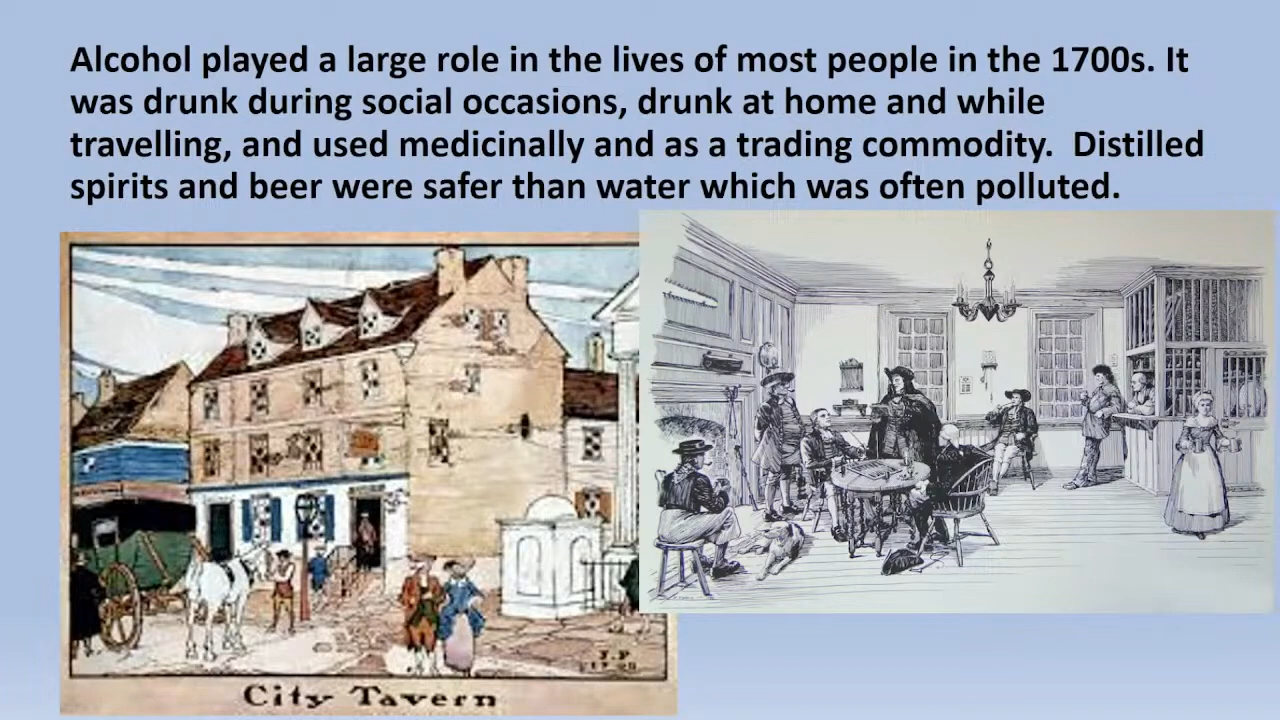 Alcohol played a large role in the lives of most people in the 1700s. It
was drunk during social occasions, drunk at home and while
travelling, and used medicinally and as a trading commodity.  Distilled
spirits and beer were safer than water which was often polluted.
J.P
City Tavern